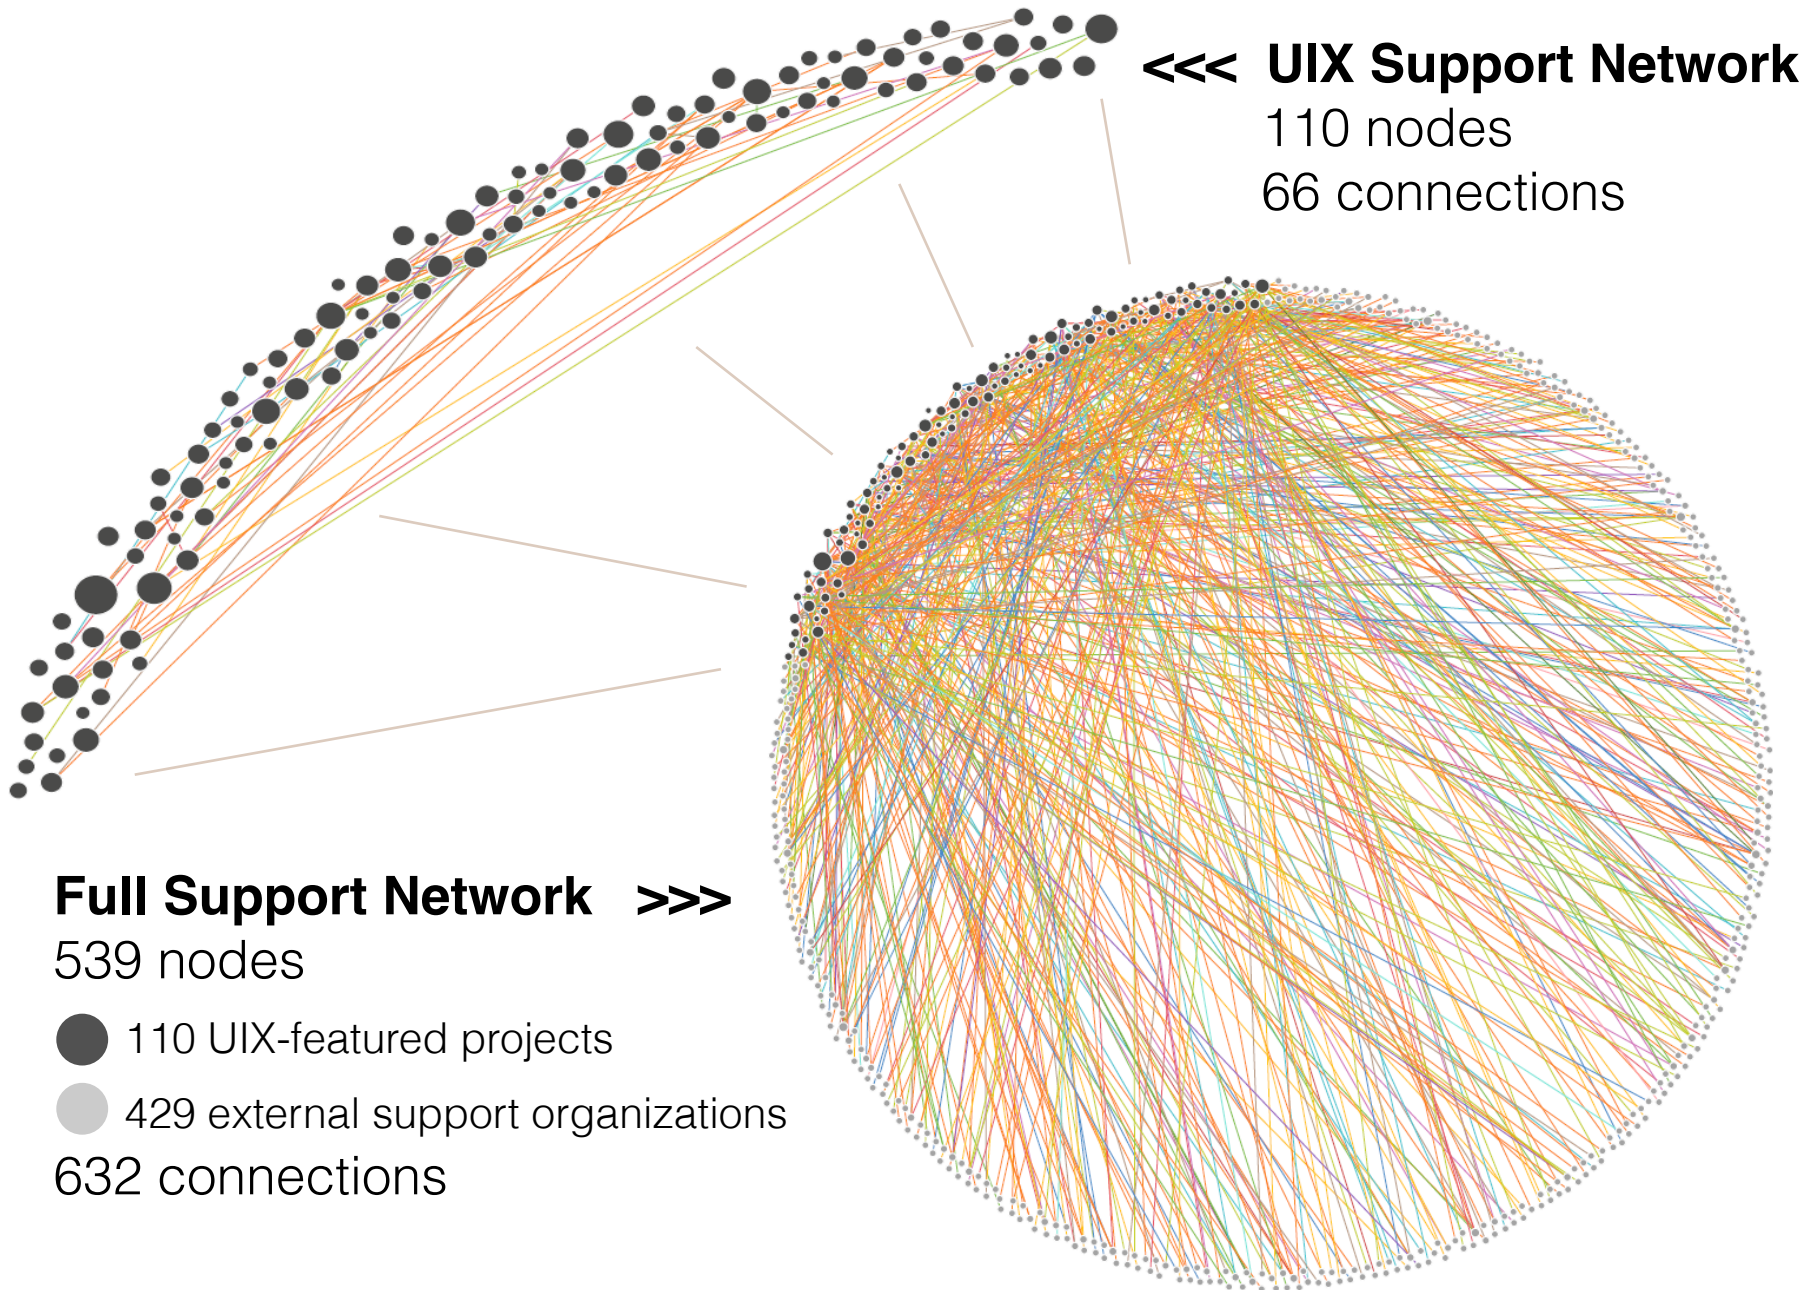 <<< UIX Support Network
110 nodes
66 connections
Full Support Network >>>
539 nodes
110 UIX-featured projects
429 external support organizations
632 connections